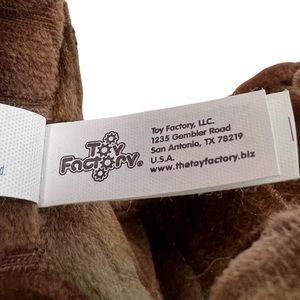 Toy
Factory®
Toy Factory, LLC.
1235 Gembler Road
San Antonio, TX 78219
U.S.A.
www.thetoyfactory.biz